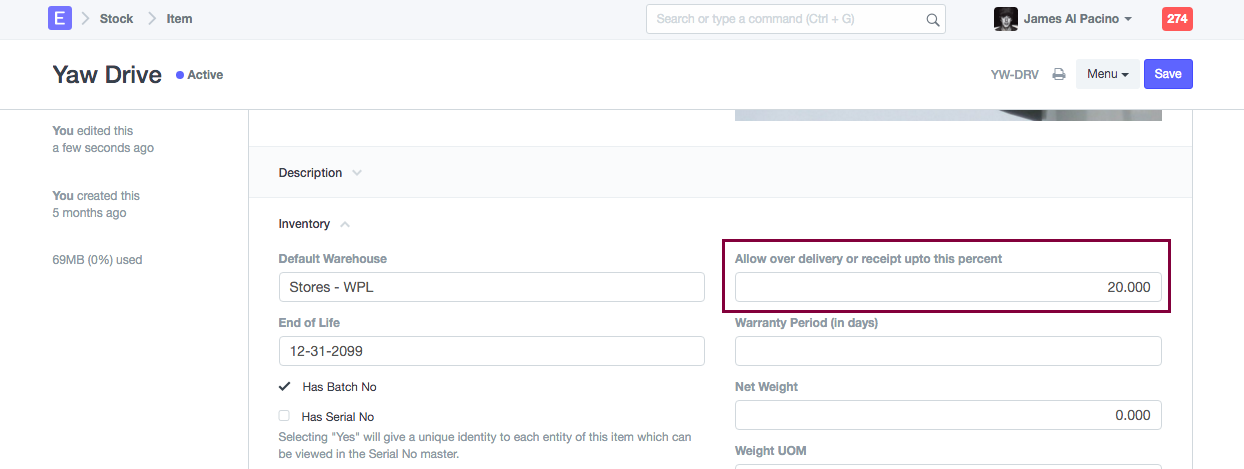 E Stock Item Search or type a command (Ctrl + G) James Al Pacino 274
Yaw Drive Active YW-DRV Menu Save
You edited this
a few seconds ago
You created this
5 months ago
69MB (0%) used
Description
Inventory
Default Warehouse
Stores - WPL
End of Life
12-31-2099
Has Batch No
Has Serial No
Selecting "Yes" will give a unique identity to each entity of this item which can
be viewed in the Serial No master.
Allow over delivery or receipt upto this percent
20.000
Warranty Period (in days)
Net Weight
0.000
Weight UOM